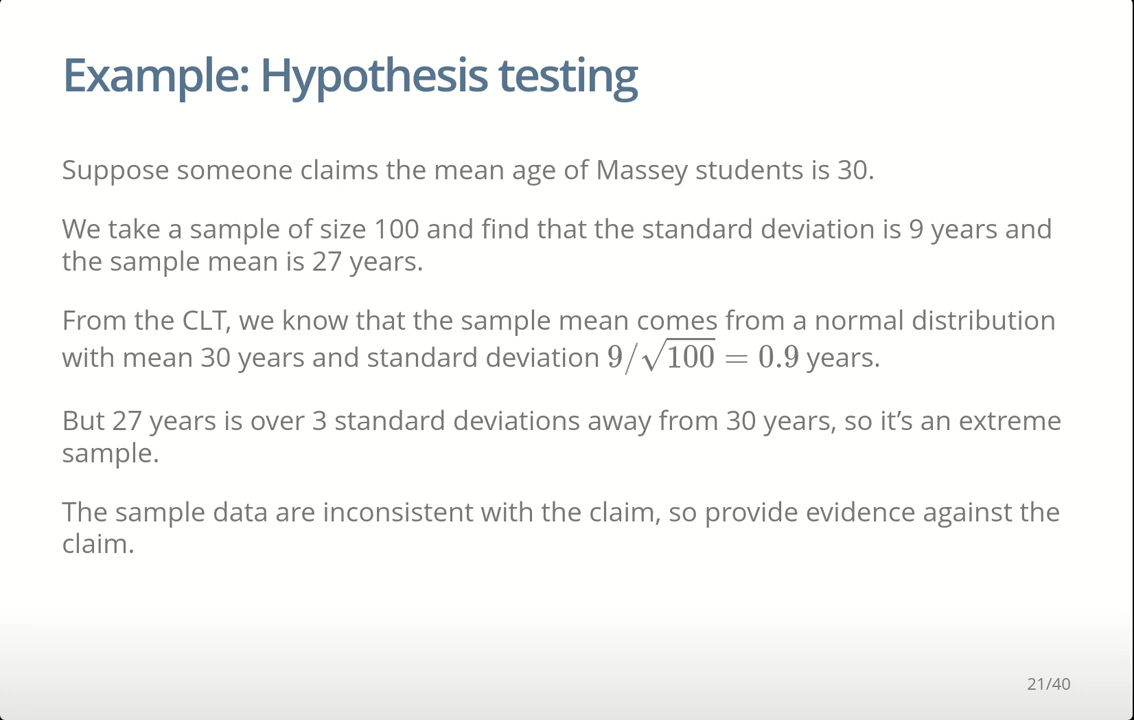 Example: Hypothesis testing
Suppose someone claims the mean age of Massey students is 30.
We take a sample of size 100 and find that the standard deviation is 9 years and
the sample mean is 27 years.
From the CLT, we know that the sample mean comes from a normal distribution
with mean 30 years and standard deviation 9/√100 = 0.9 years.
But 27 years is over 3 standard deviations away from 30 years, so it’s an extreme
sample.
The sample data are inconsistent with the claim, so provide evidence against the
claim.
21/40